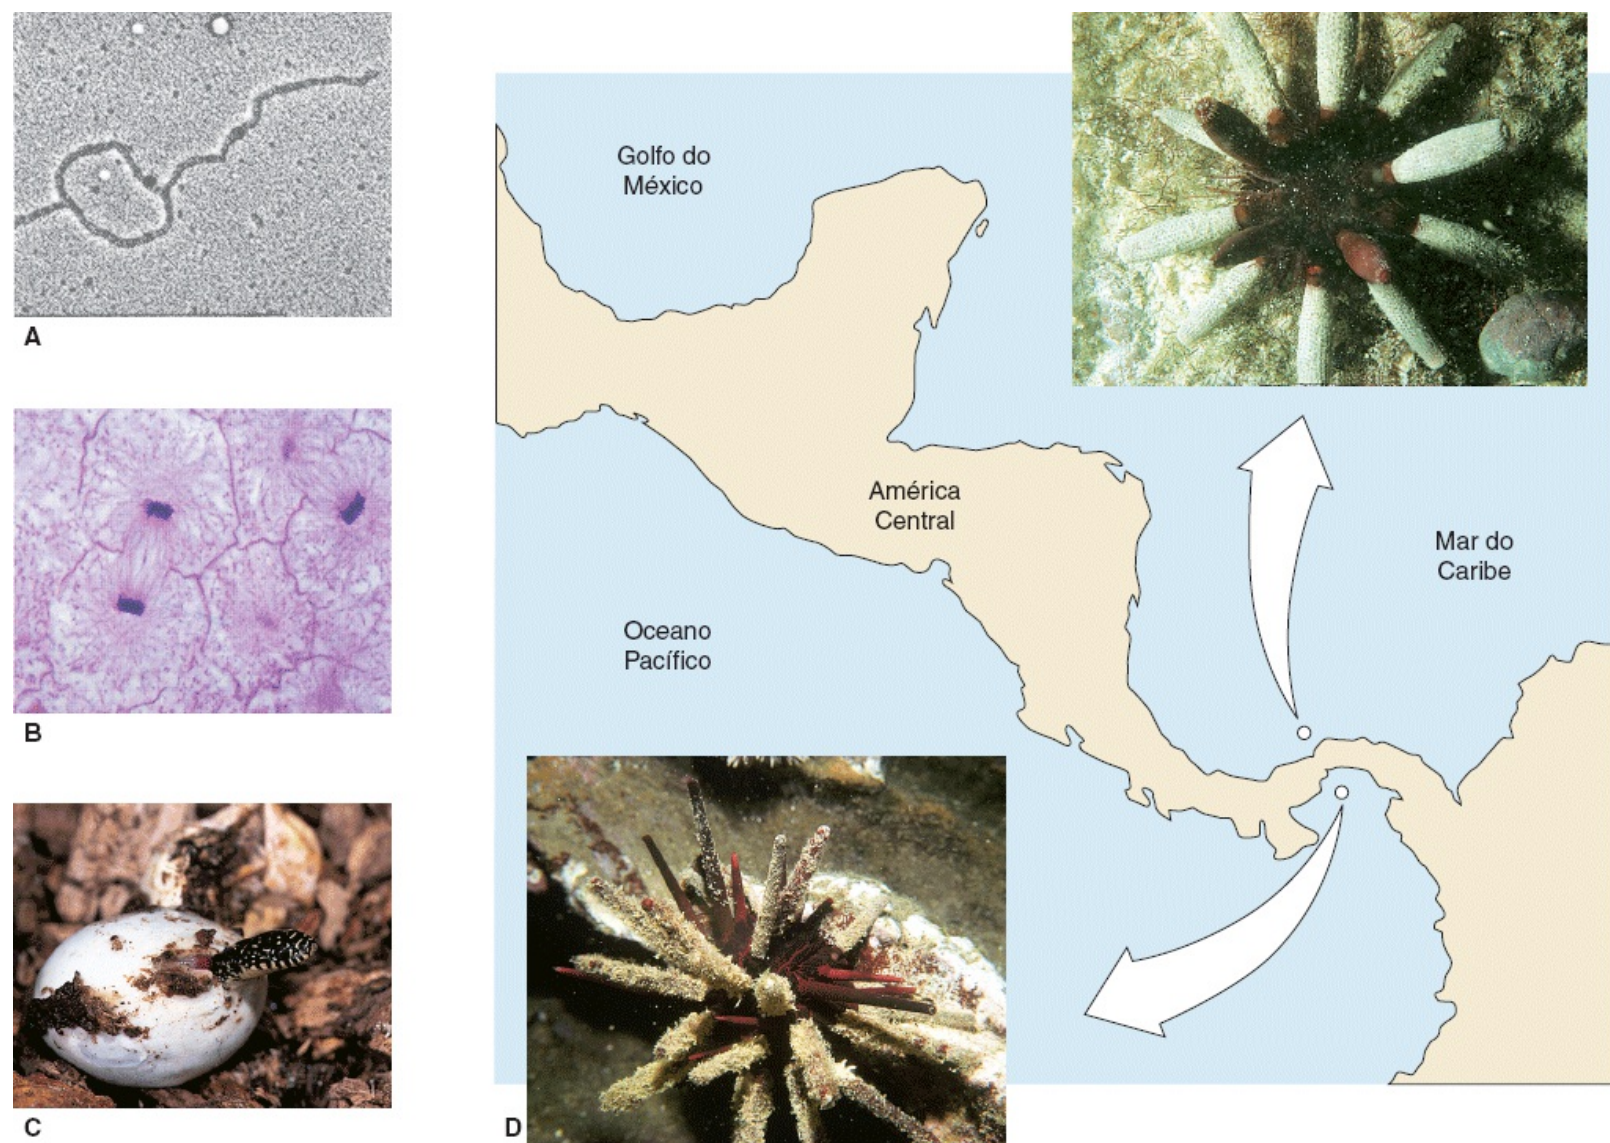 A
B
C
Golfo do
México
América
Central
Mar do
Caribe
Oceano
Pacífico
D